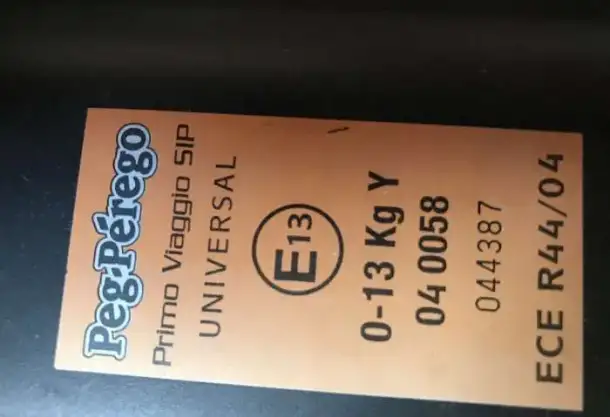 Peg-Pérego
Primo Viaggio SIP
UNIVERSAL
E13
0-13 Kg Y
04 0058
044387
ECE R44/04